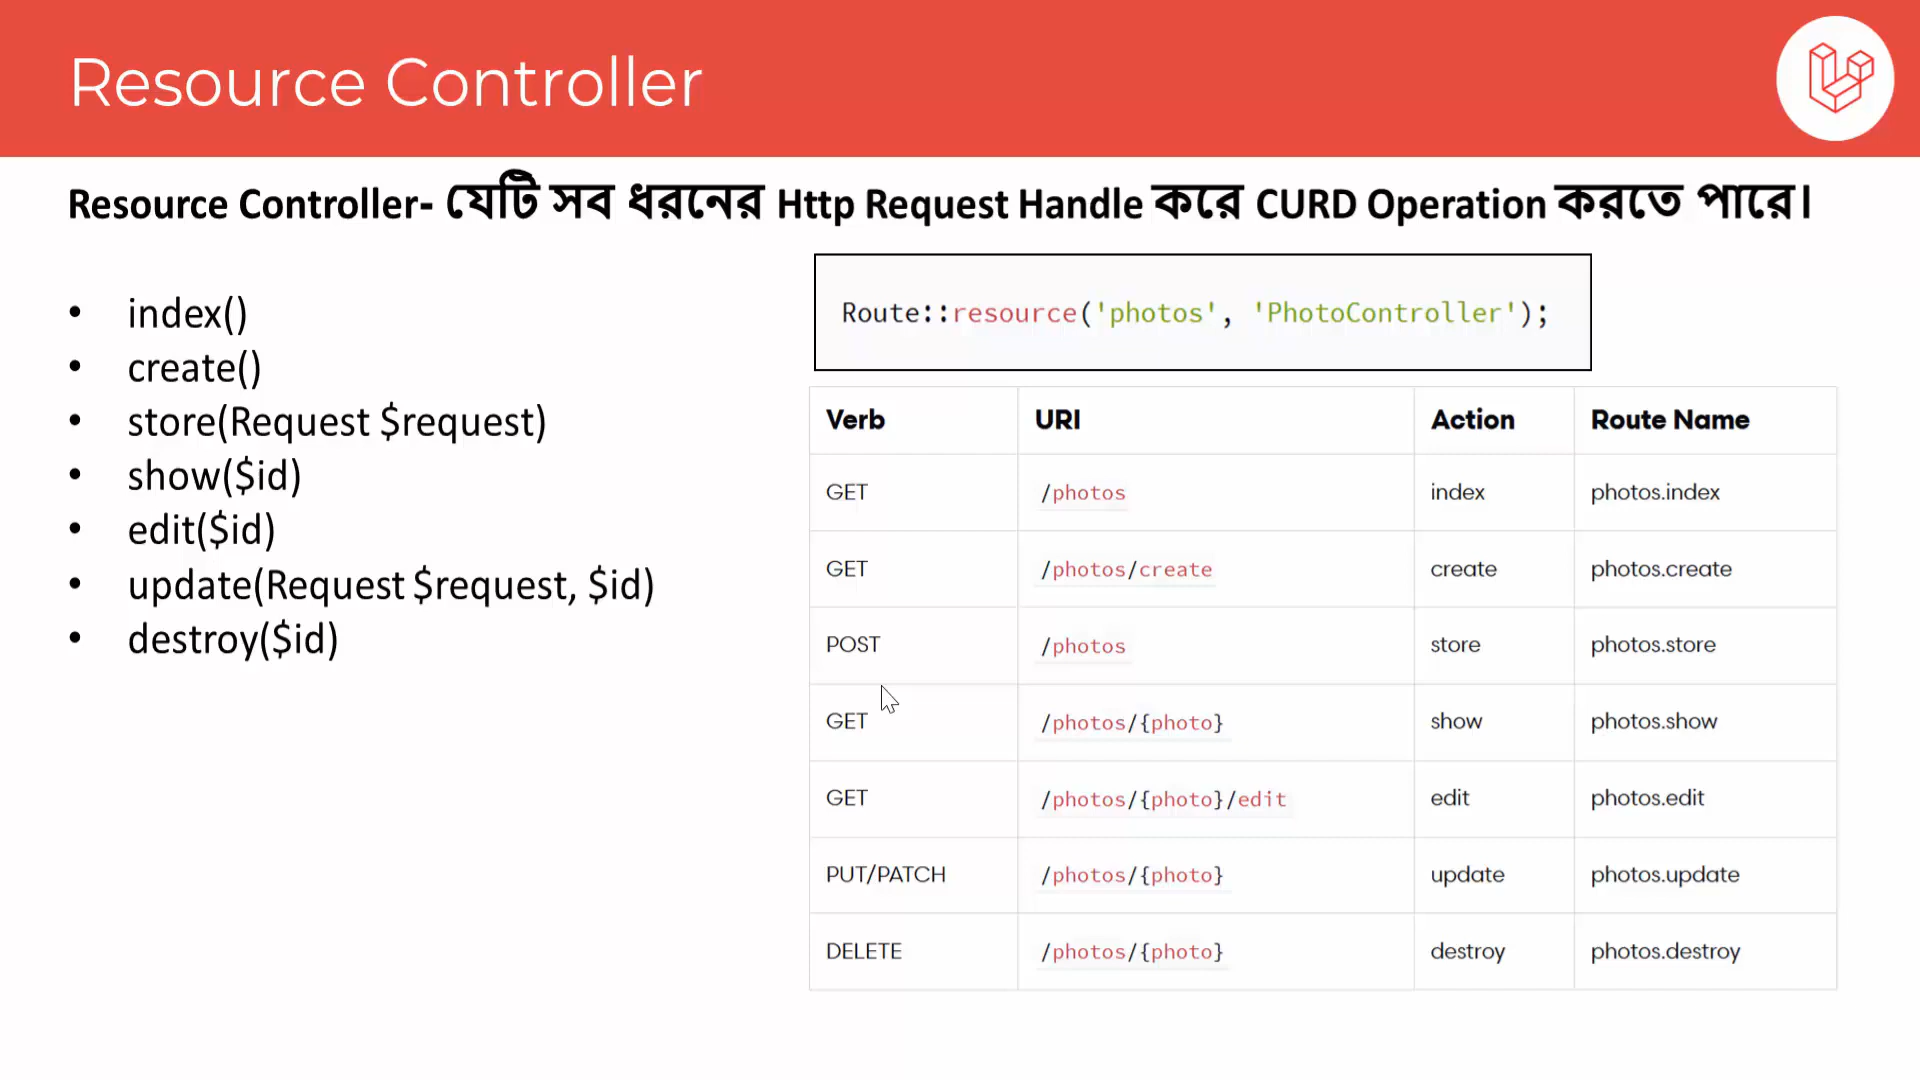 Resource Controller
Resource Controller- যেটি সব ধরনের Http Request Handle করে CURD Operation করতে পারে।
• index()
• create()
• store(Request $request)
• show($id)
• edit($id)
• update(Request $request, $id)
• destroy($id)
Route::resource('photos', 'PhotoController');
Verb URI Action Route Name
GET /photos index photos.index
GET /photos/create create photos.create
POST /photos store photos.store
GET /photos/{photo} show photos.show
GET /photos/{photo}/edit edit photos.edit
PUT/PATCH /photos/{photo} update photos.update
DELETE /photos/{photo} destroy photos.destroy